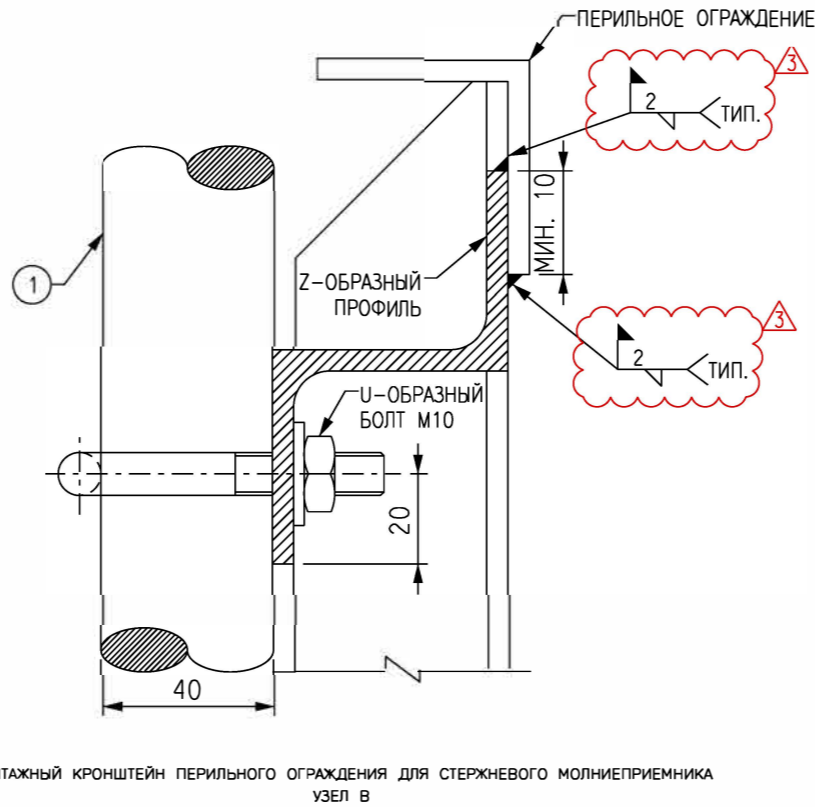 ПЕРИЛЬНОЕ ОГРАЖДЕНИЕ
3
2
ТИП.
МИН. 10
1
Z-ОБРАЗНЫЙ
ПРОФИЛЬ
3
2
ТИП.
U-ОБРАЗНЫЙ
БОЛТ М10
20
40
ТАЖНЫЙ КРОНШТЕЙН ПЕРИЛЬНОГО ОГРАЖДЕНИЯ ДЛЯ СТЕРЖНЕВОГО МОЛНИЕПРИЕМНИКА
УЗЕЛ В